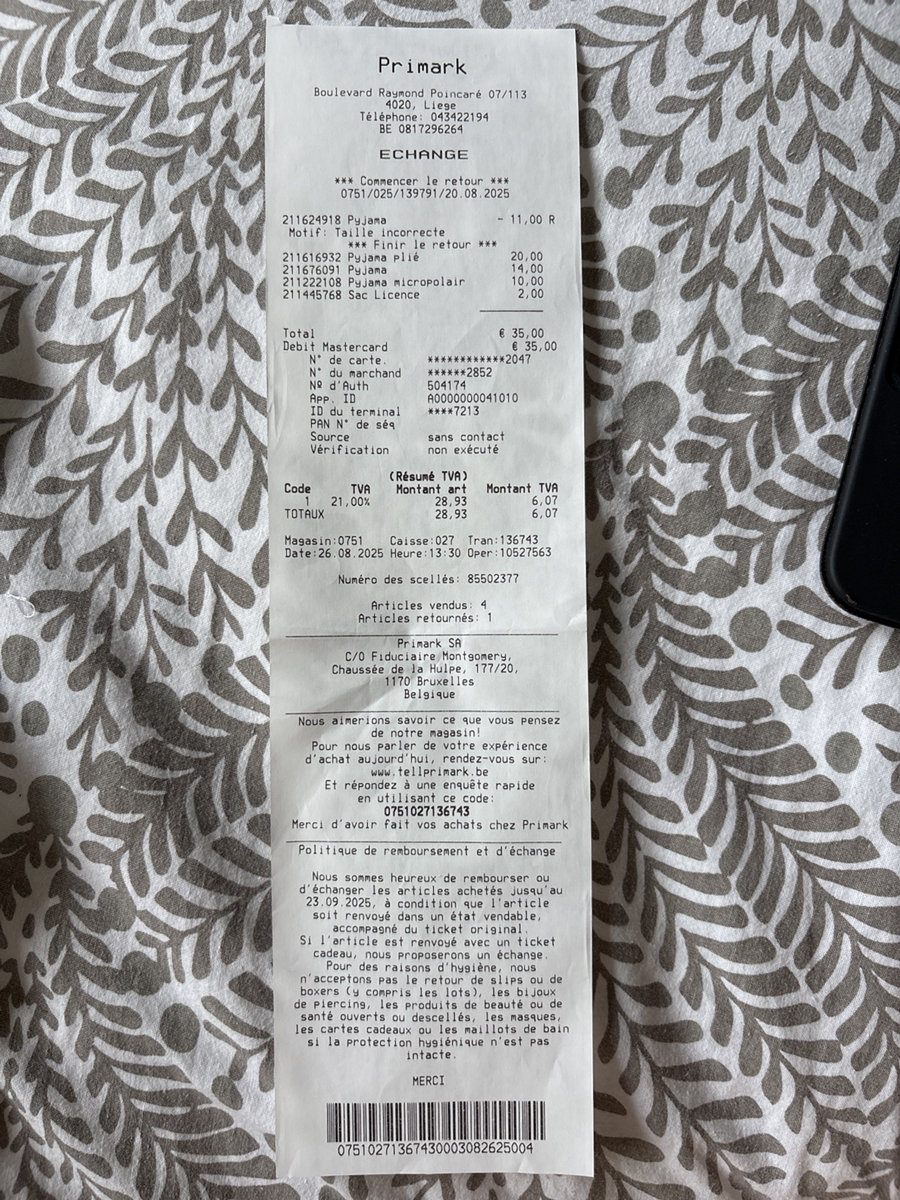 Primark
Boulevard Raymond Poincaré 07/113
4020, Liege
Téléphone: 043422194
BE 0817296264
ECHANGE
*** Commencer le retour ***
0751/025/139791/20.08.2025
211624918 Pyjama - 11,00 R
Motif: Taille incorrecte
*** Finir le retour ***
211616932 Pyjama plié 20,00
211676091 Pyjama 14,00
211222108 Pyjama micropolair 10,00
211445768 Sac Licence 2,00
Total € 35,00
Debit Mastercard € 35,00
N° de carte. ************2047
N° du marchand ******2852
Nº d'Auth 504174
App. ID A0000000041010
ID du terminal ****7213
PAN N° de séq
Source sans contact
Vérification non exécuté
(Résumé TVA)
Code TVA Montant art Montant TVA
1 21,00% 28,93 6,07
TOTAUX 28,93 6,07
Magasin:0751 Caisse:027 Tran:136743
Date:26.08.2025 Heure:13:30 Oper:10527563
Numéro des scellés: 85502377
Articles vendus: 4
Articles retournés: 1
Primark SA
C/O Fiduciaire Montgomery,
Chaussée de la Hulpe, 177/20,
1170 Bruxelles
Belgique
Nous aimerions savoir ce que vous pensez
de notre magasin!
Pour nous parler de votre expérience
d'achat aujourd'hui, rendez-vous sur:
www.tellprimark.be
Et répondez à une enquête rapide
en utilisant ce code:
0751027136743
Merci d'avoir fait vos achats chez Primark
Politique de remboursement et d'échange
Nous sommes heureux de rembourser ou
d'échanger les articles achetés jusqu'au
23.09.2025, à condition que l'article
soit renvoyé dans un état vendable,
accompagné du ticket original.
Si l'article est renvoyé avec un ticket
cadeau, nous proposerons un échange.
Pour des raisons d'hygiène, nous
n'acceptons pas le retour de slips ou de
boxers (y compris les lots), les bijoux
de piercing, les produits de beauté ou de
santé ouverts ou descellés, les masques,
les cartes cadeaux ou les maillots de bain
si la protection hygiénique n'est pas
intacte.
MERCI
07510271367430003082625004